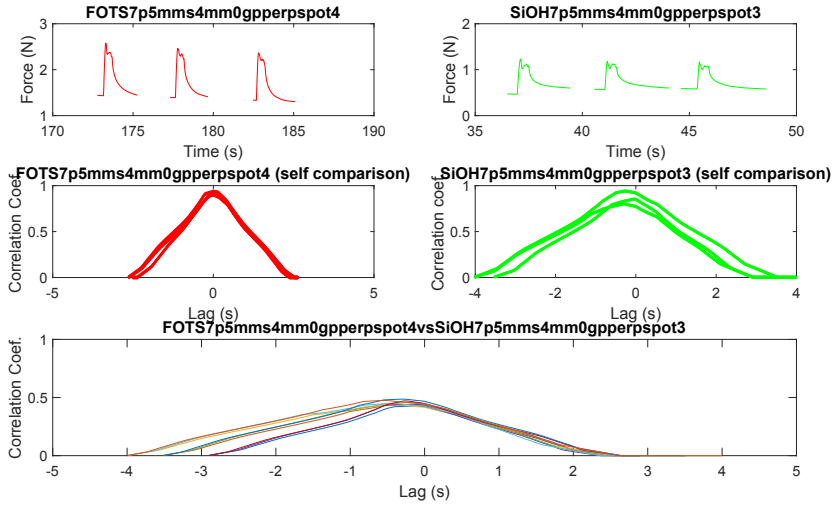 FOTS7p5mms4mm0gpperpspot4
SiOH7p5mms4mm0gpperpspot3
Force (N)
3
2
1
170 175 180 185 190
Time (s)
Force (N)
2
1
0
35 40 45 50
Time (s)
FOTS7p5mms4mm0gpperpspot4 (self comparison)
SiOH7p5mms4mm0gpperpspot3 (self comparison)
Correlation Coef.
1
0.5
0
-5 0 5
Lag (s)
Correlation coef.
1
0.5
0
-4 -2 0 2 4
Lag (s)
FOTS7p5mms4mm0gpperpspot4vsSiOH7p5mms4mm0gpperpspot3
Correlation Coef.
1
0.5
0
-5 -4 -3 -2 -1 0 1 2 3 4 5
Lag (s)